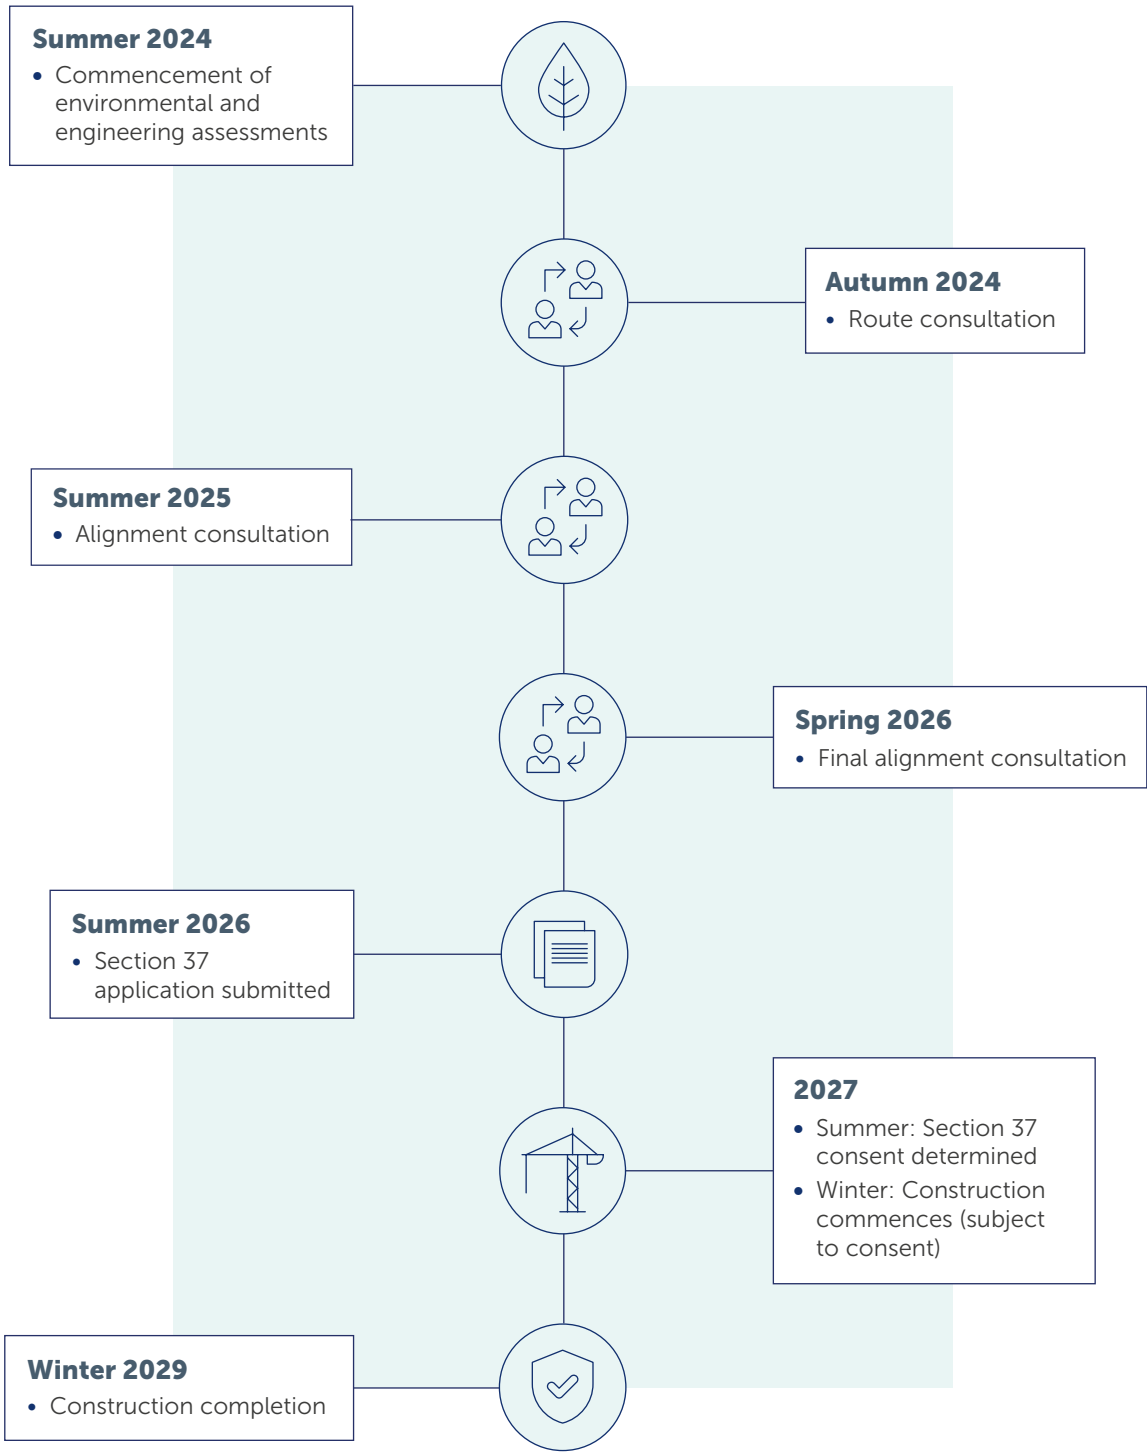 Summer 2024
• Commencement of
environmental and
engineering assessments
Autumn 2024
• Route consultation
Summer 2025
• Alignment consultation
Spring 2026
• Final alignment consultation
Summer 2026
• Section 37
application submitted
2027
• Summer: Section 37
consent determined
• Winter: Construction
commences (subject
to consent)
Winter 2029
• Construction completion